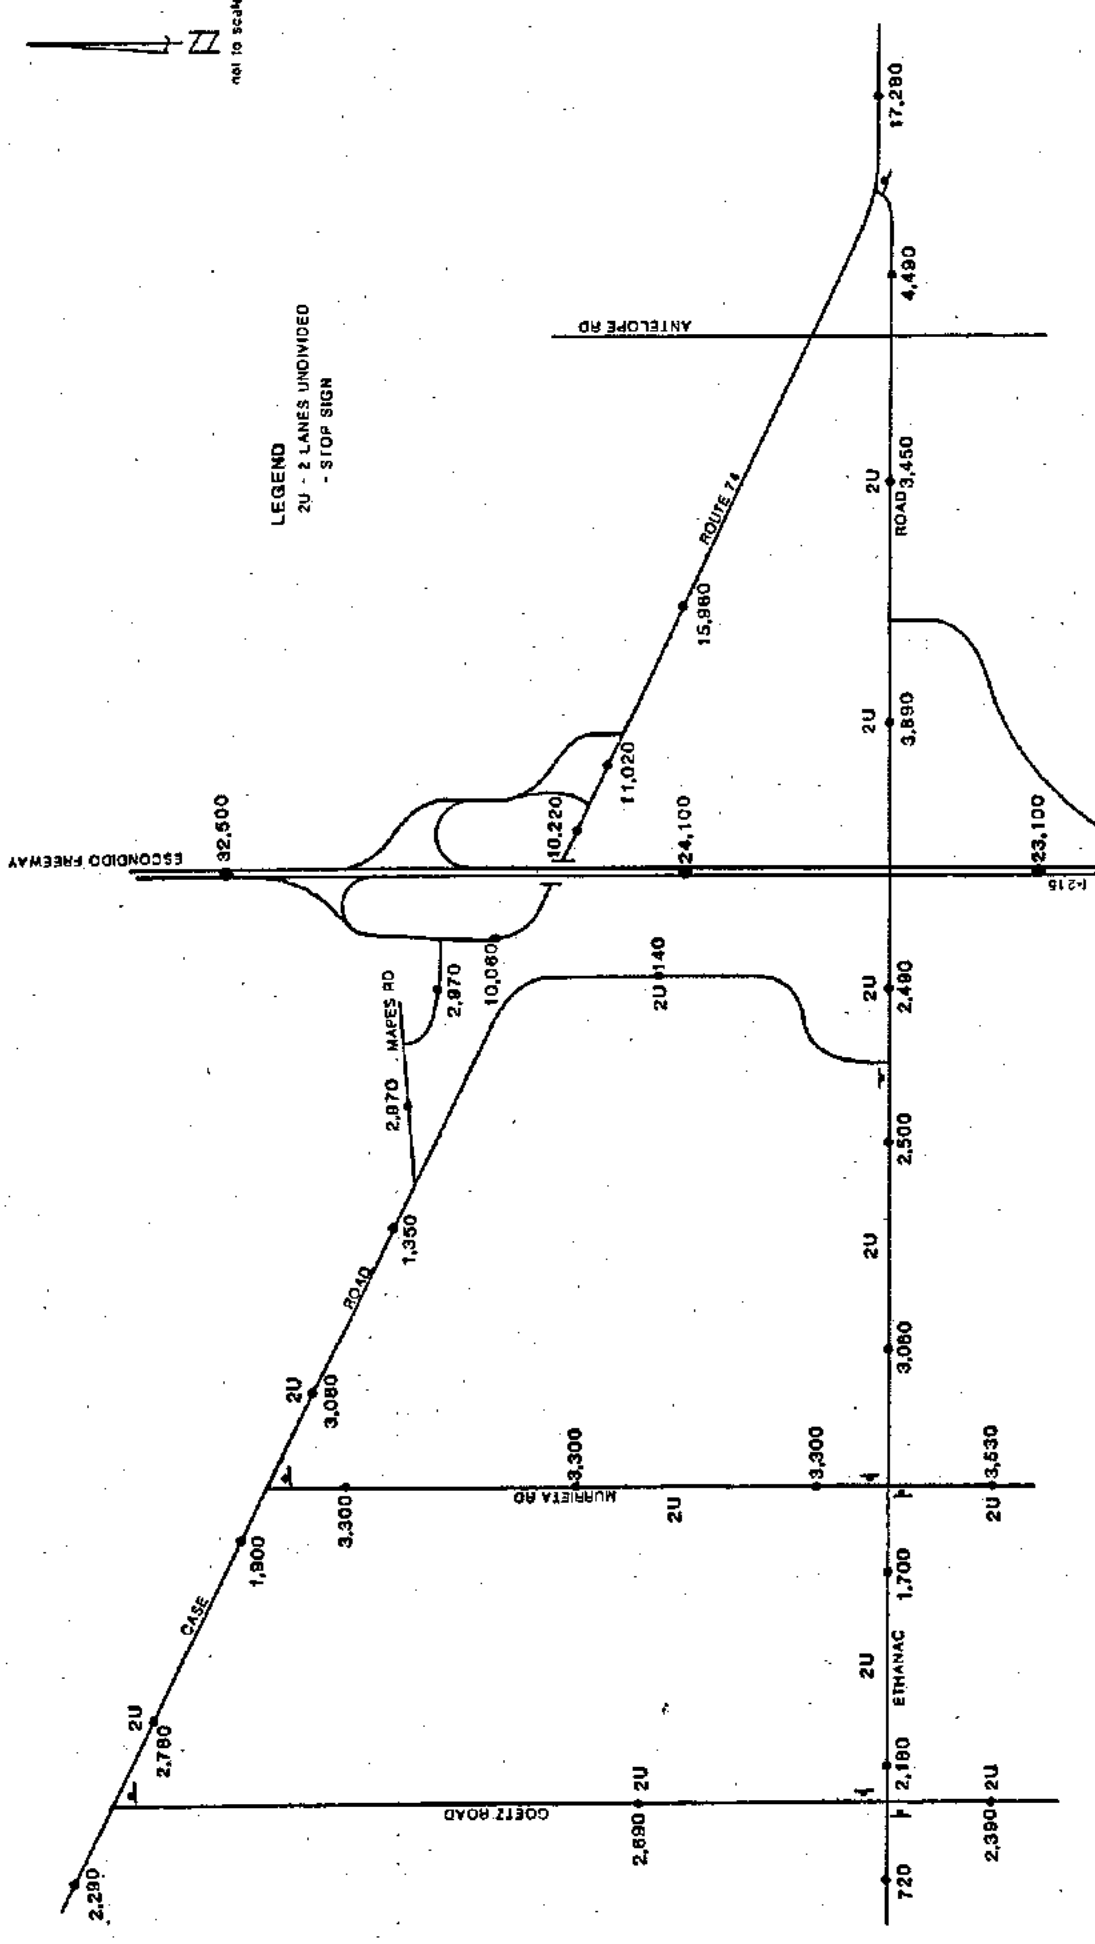 not to scale
LEGEND
2U - 2 LANES UNDIVIDED
- STOP SIGN
ESCONDIDO FREEWAY
32,500
ANTELOPE RD
17,280
4,490
ROUTE 74
15,980
11,020
10,220
24,100
23,100
I-215
2U
ROAD 3,450
2U
3,890
MAPES RD
2,970
2,970
10,060
2U 140
2U
2,490
2,500
2U
3,060
1,350
ROAD
2U
3,080
1,900
CASE
2U
2,780
2,290
3,300
3,300
MURRIETA RD
2U
3,300
3,530
2U
1,700
2U
ETHANAC
2,180
GOETZ ROAD
2U
2,690
2U
2,390
720